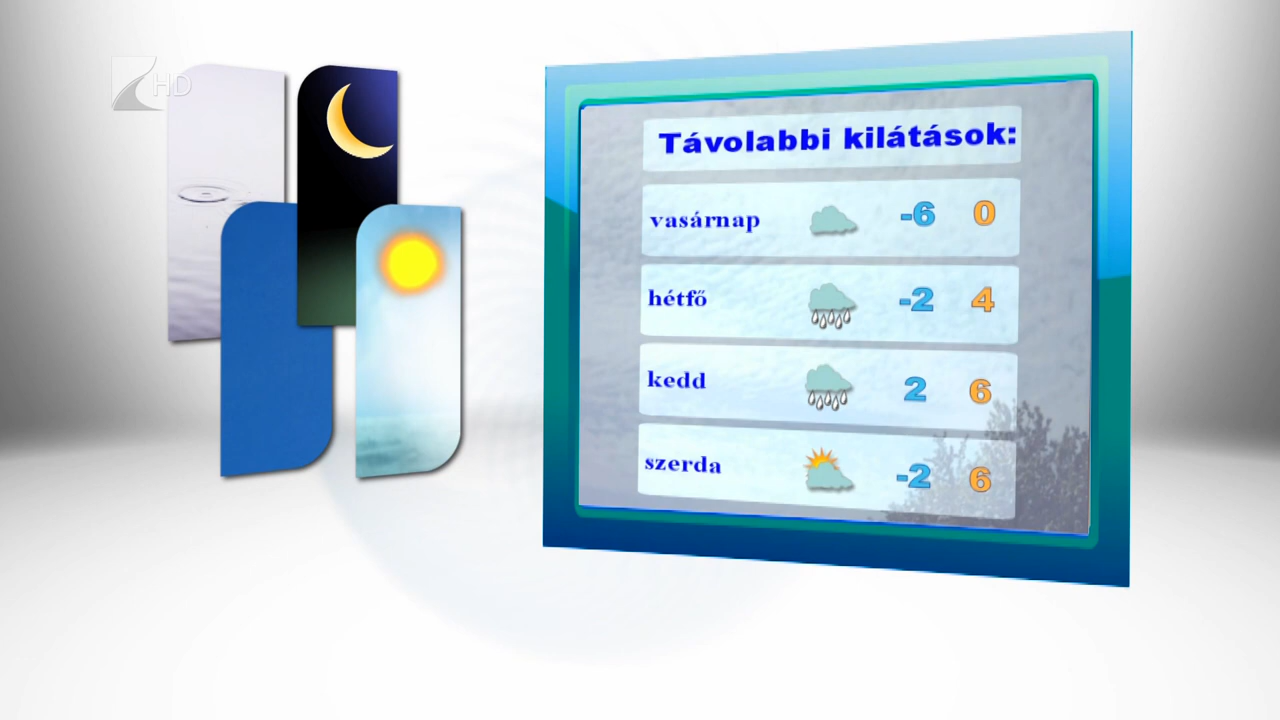 HD
Távolabbi kilátások:
vasárnap -6 0
hétfő -2 4
kedd 2 6
szerda -2 6